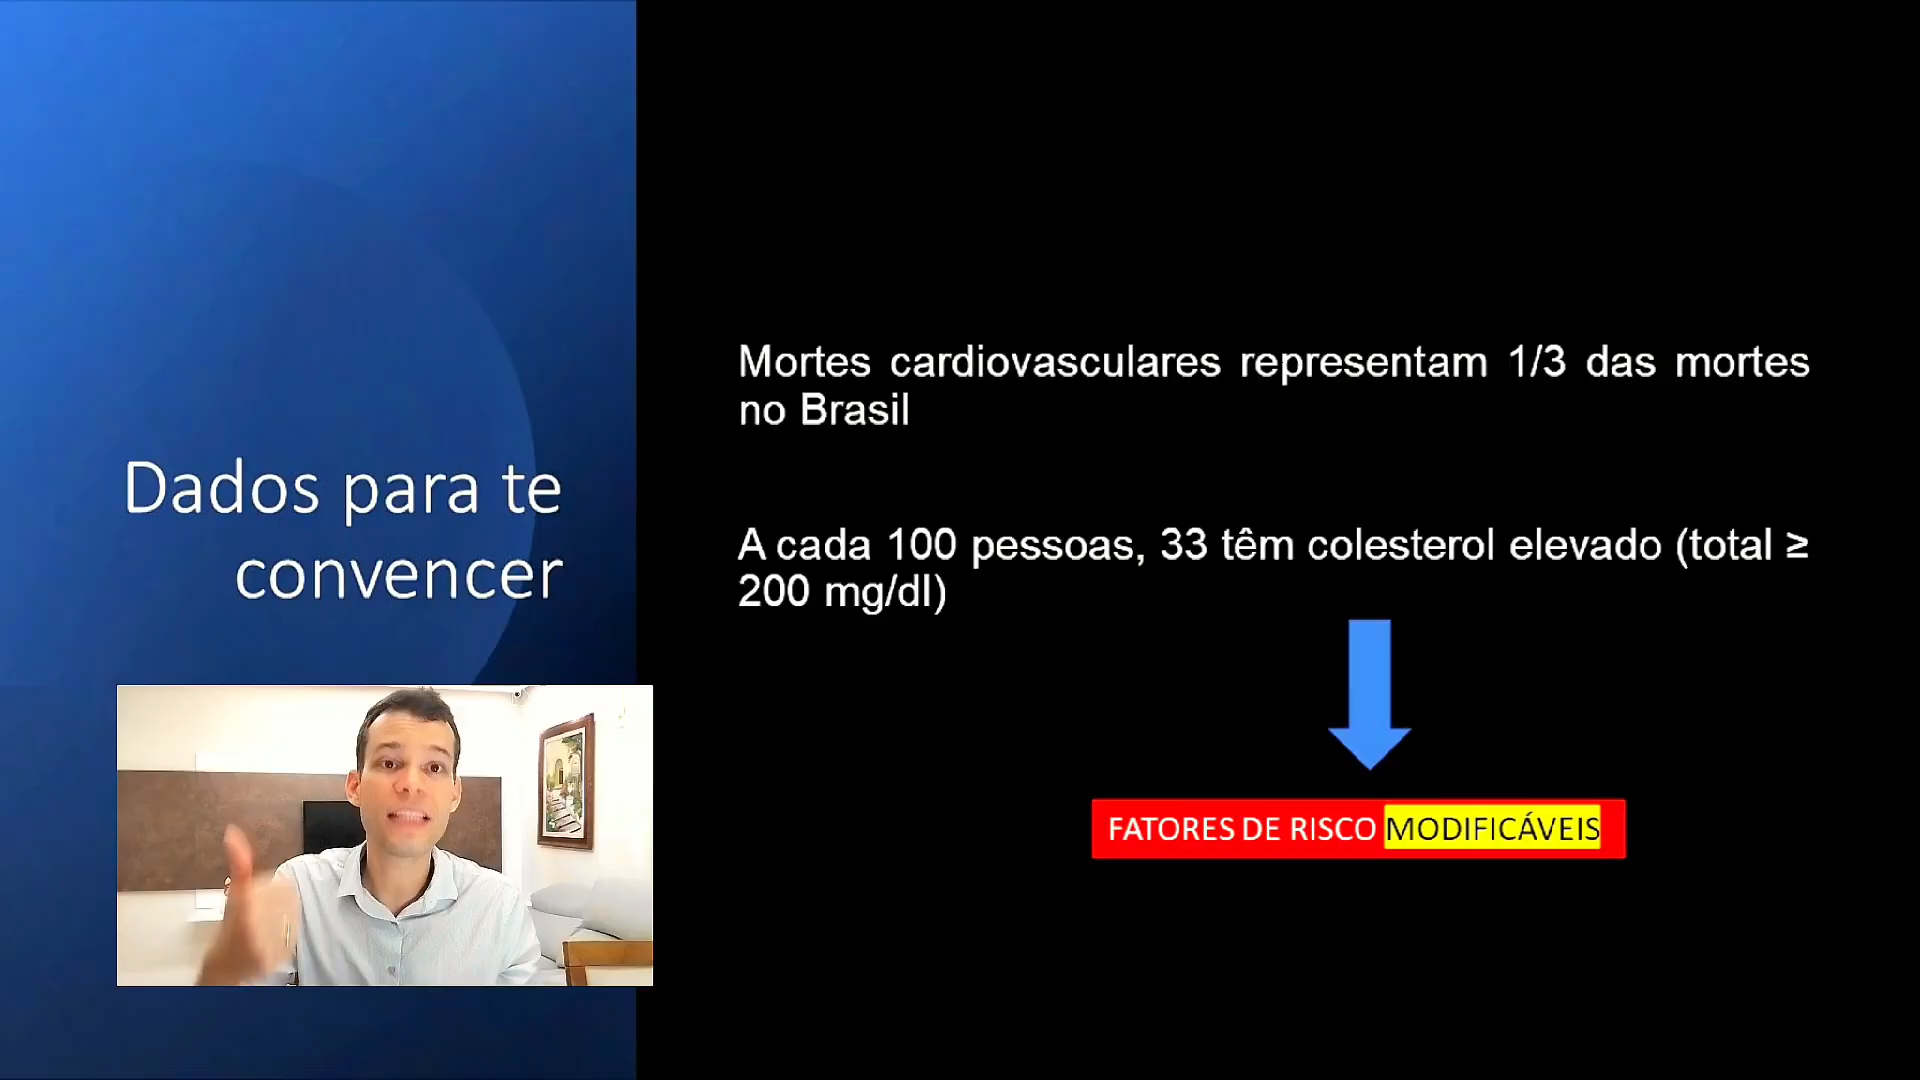 Dados para te
convencer
Mortes cardiovasculares representam 1/3 das mortes
no Brasil
A cada 100 pessoas, 33 têm colesterol elevado (total ≥
200 mg/dl)
FATORES DE RISCO MODIFICÁVEIS